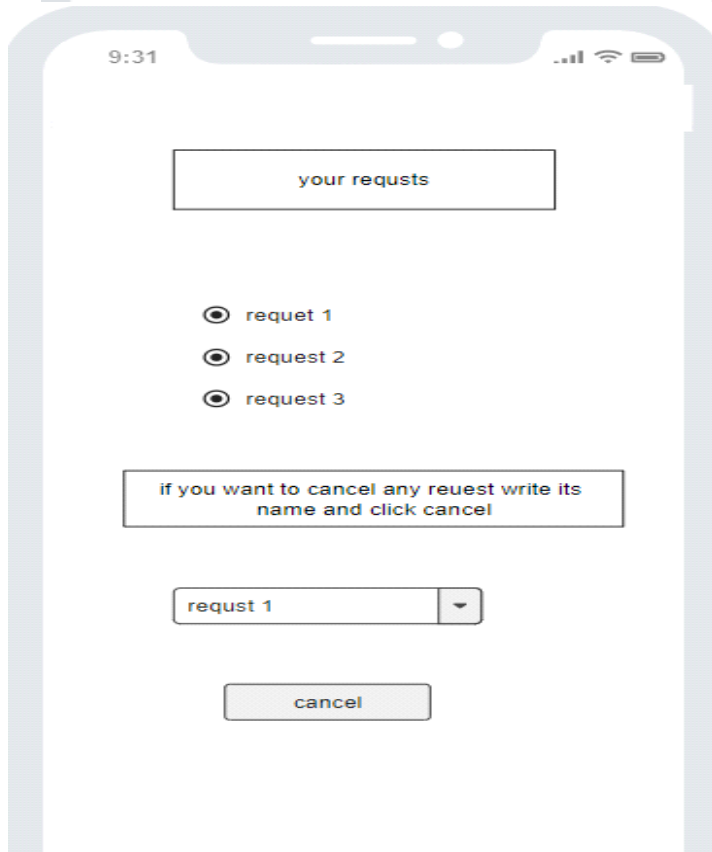 9:31
your requsts
requet 1
request 2
request 3
if you want to cancel any reuest write its
name and click cancel
requst 1
cancel